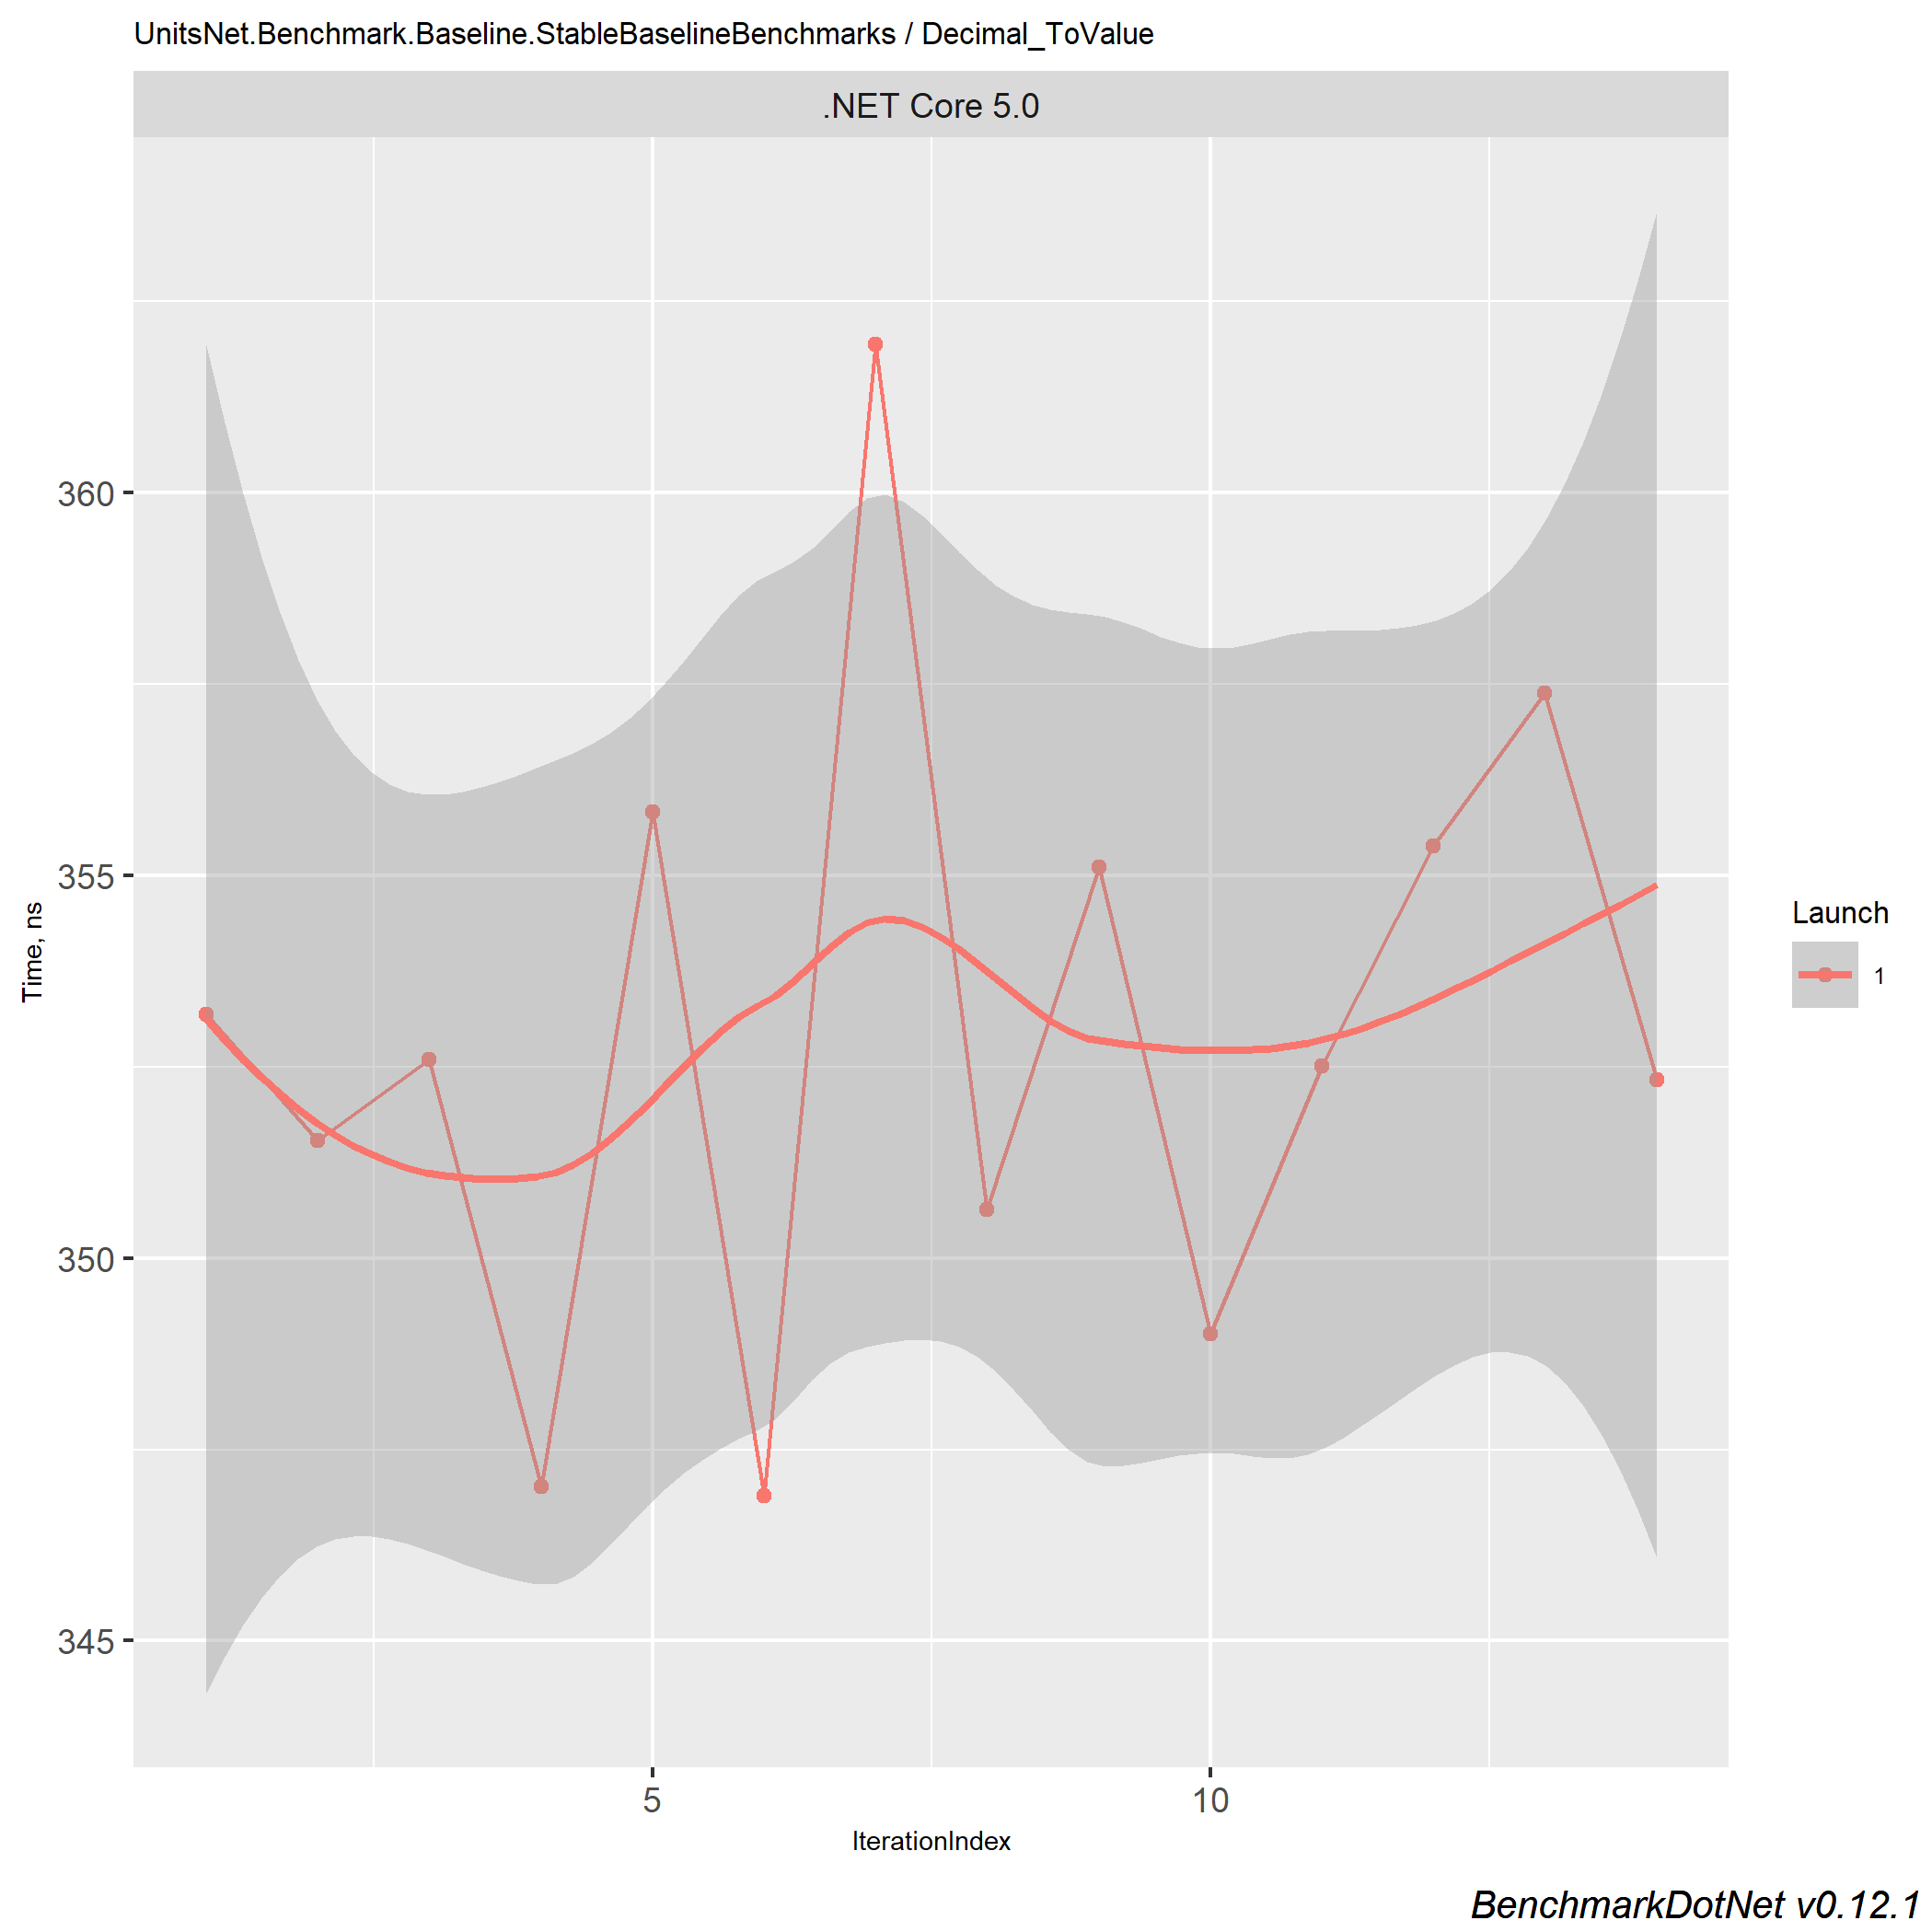 UnitsNet.Benchmark.Baseline.StableBaselineBenchmarks / Decimal_ToValue
.NET Core 5.0
360
355
350
345
Time, ns
5
10
IterationIndex
Launch
1
BenchmarkDotNet v0.12.1